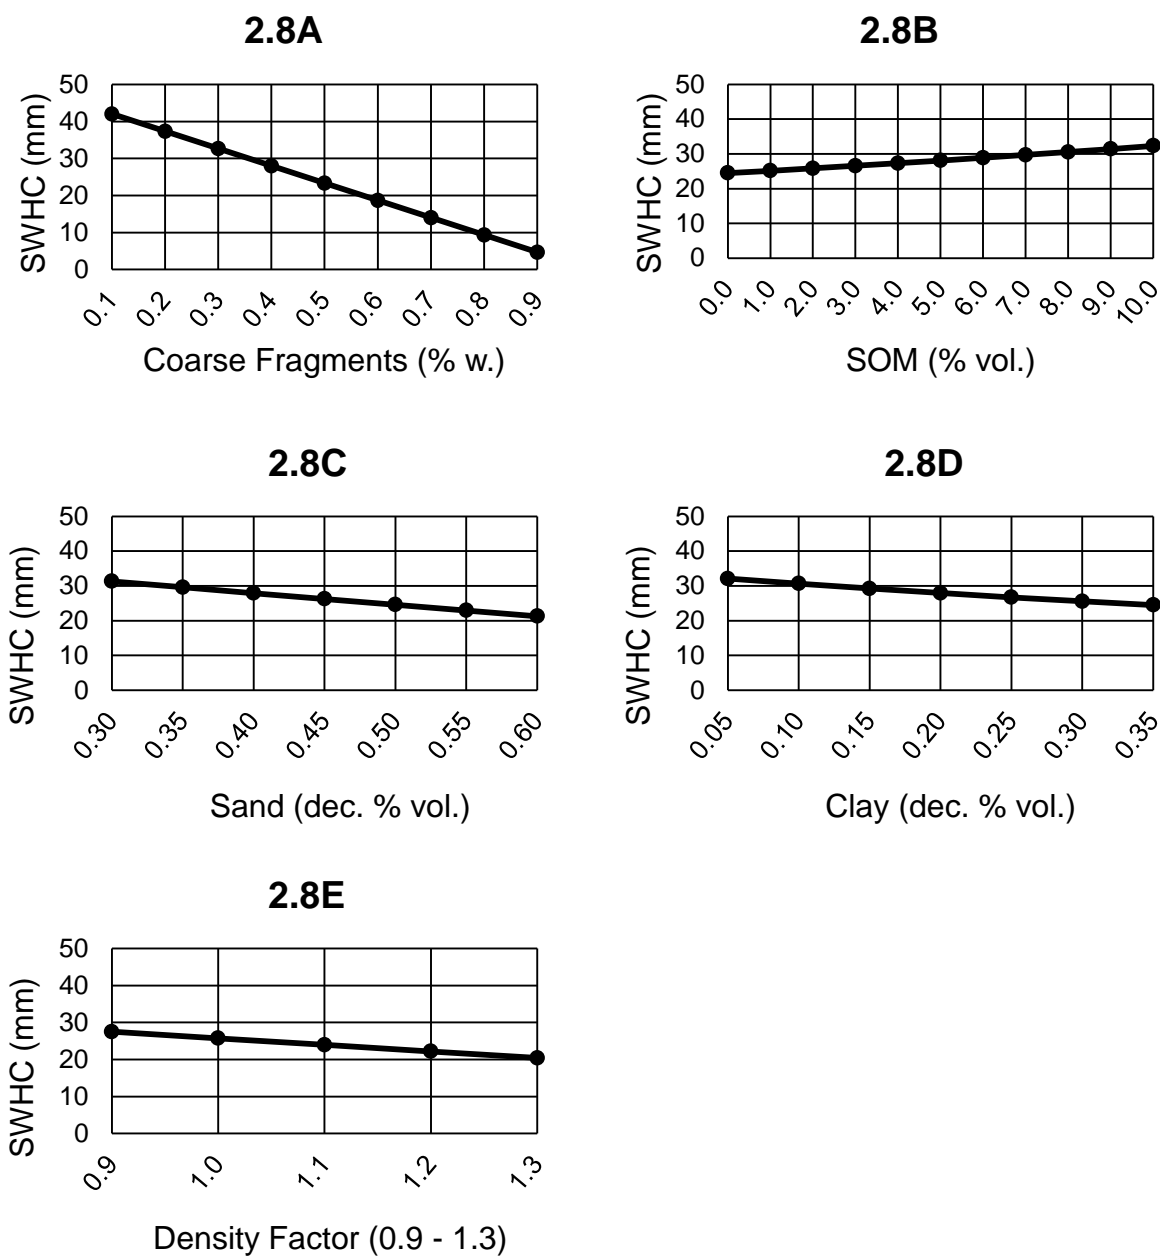 2.8A
50
40
30
20
10
0
SWHC (mm)
0.1 0.2 0.3 0.4 0.5 0.6 0.7 0.8 0.9
Coarse Fragments (% w.)
2.8B
50
40
30
20
10
0
SWHC (mm)
0.0 1.0 2.0 3.0 4.0 5.0 6.0 7.0 8.0 9.0 10.0
SOM (% vol.)
2.8C
50
40
30
20
10
0
SWHC (mm)
0.30 0.35 0.40 0.45 0.50 0.55 0.60
Sand (dec. % vol.)
2.8D
50
40
30
20
10
0
SWHC (mm)
0.05 0.10 0.15 0.20 0.25 0.30 0.35
Clay (dec. % vol.)
2.8E
50
40
30
20
10
0
SWHC (mm)
0.9 1.0 1.1 1.2 1.3
Density Factor (0.9 - 1.3)